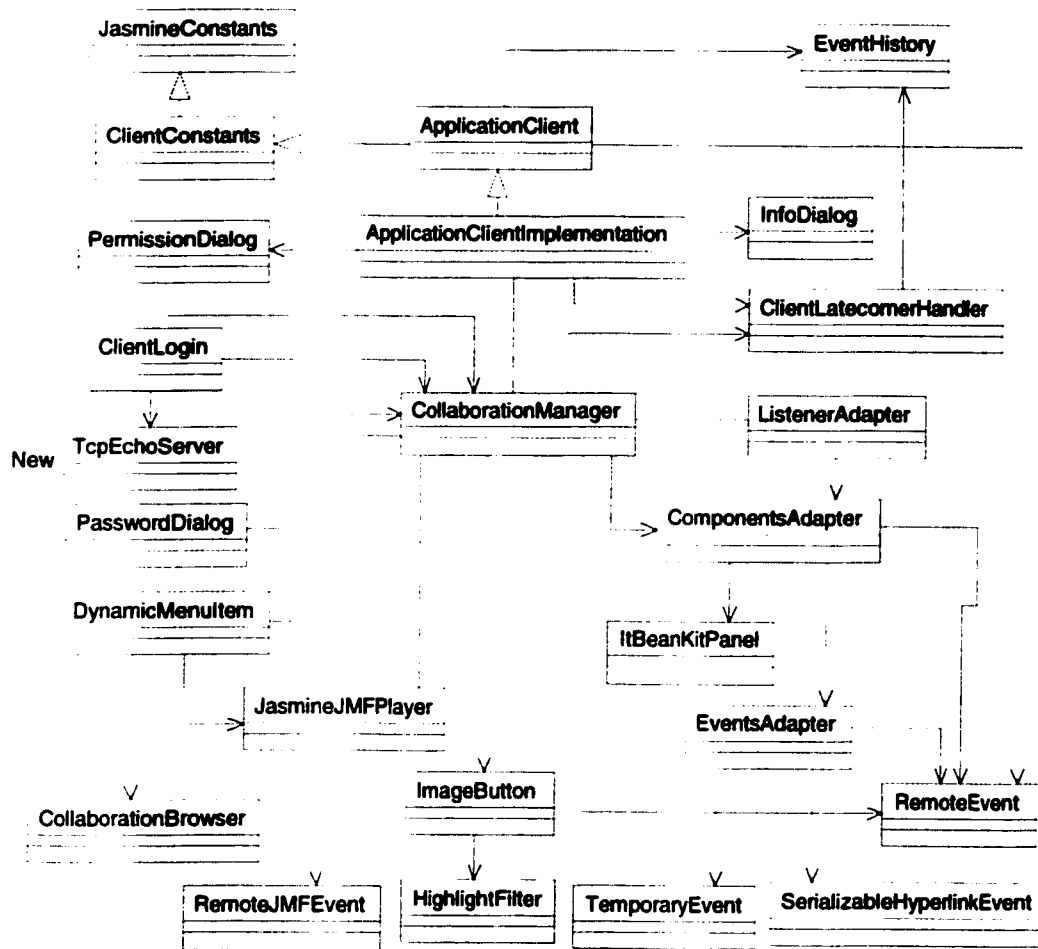 JasmineConstants
EventHistory
ClientConstants
ApplicationClient
PermissionDialog
ApplicationClientImplementation
InfoDialog
ClientLatecomerHandler
ClientLogin
CollaborationManager
ListenerAdapter
TcpEchoServer
New
PasswordDialog
ComponentsAdapter
DynamicMenuItem
ItBeanKitPanel
JasmineJMFPlayer
EventsAdapter
ImageButton
RemoteEvent
CollaborationBrowser
RemoteJMFEvent
HighlightFilter
TemporaryEvent
SerializableHyperlinkEvent